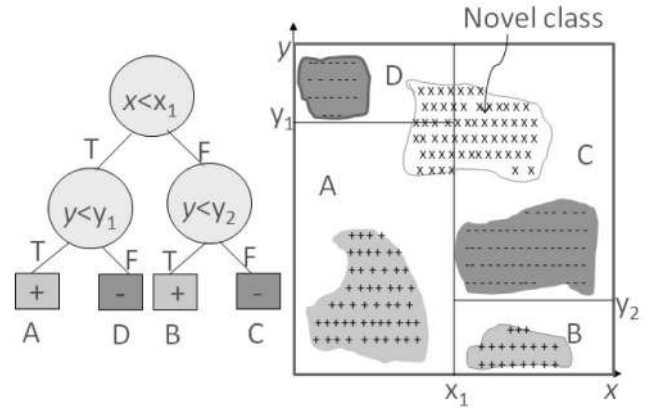 x<x₁
T
F
y<y₁
y<y₂
T
F
T
F
+
-
+
-
A
D
B
C
Novel class
y
D
y₁
A
C
y₂
B
x₁
x